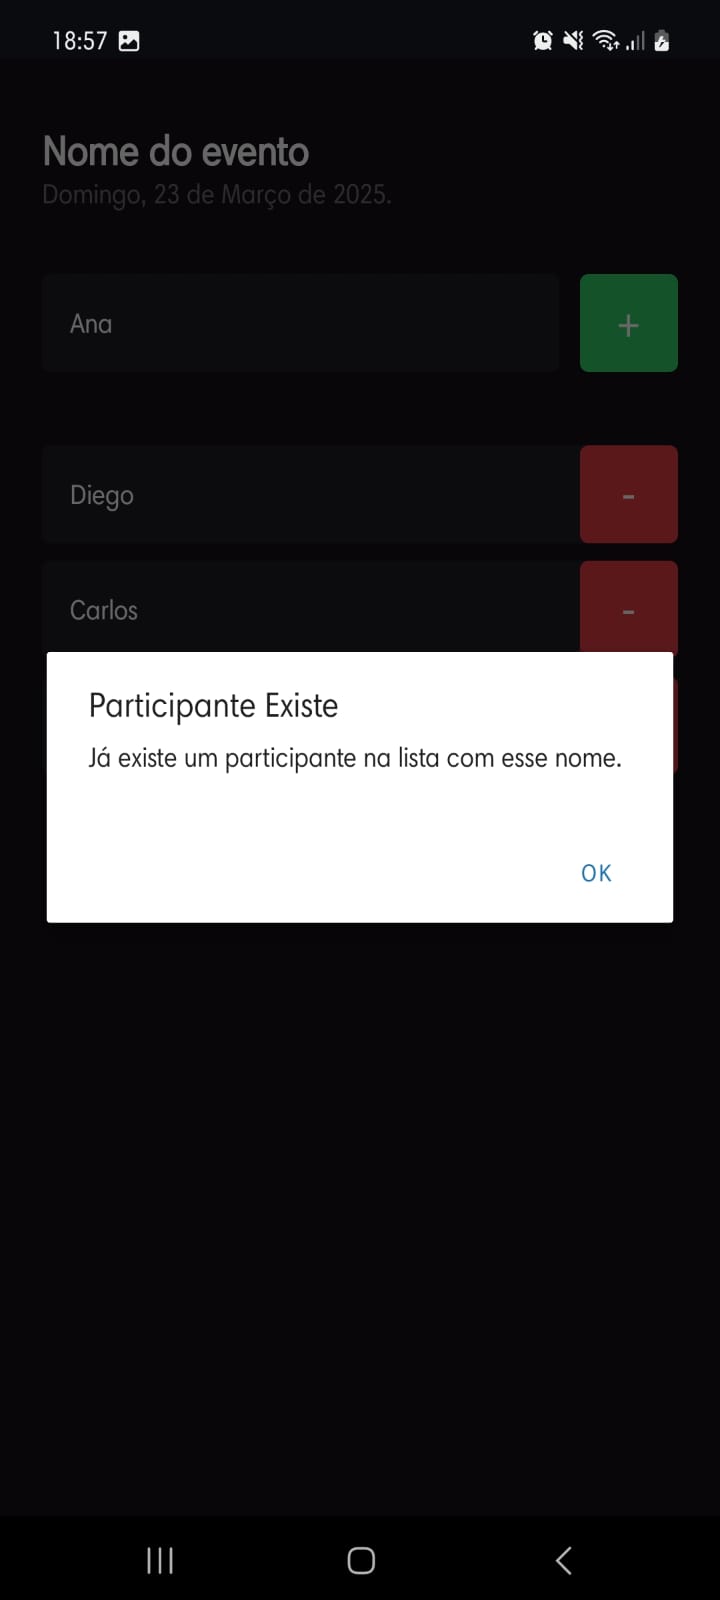 18:57
Nome do evento
Domingo, 23 de Março de 2025.
Ana
+
Diego
-
Carlos
-
Participante Existe
Já existe um participante na lista com esse nome.
OK